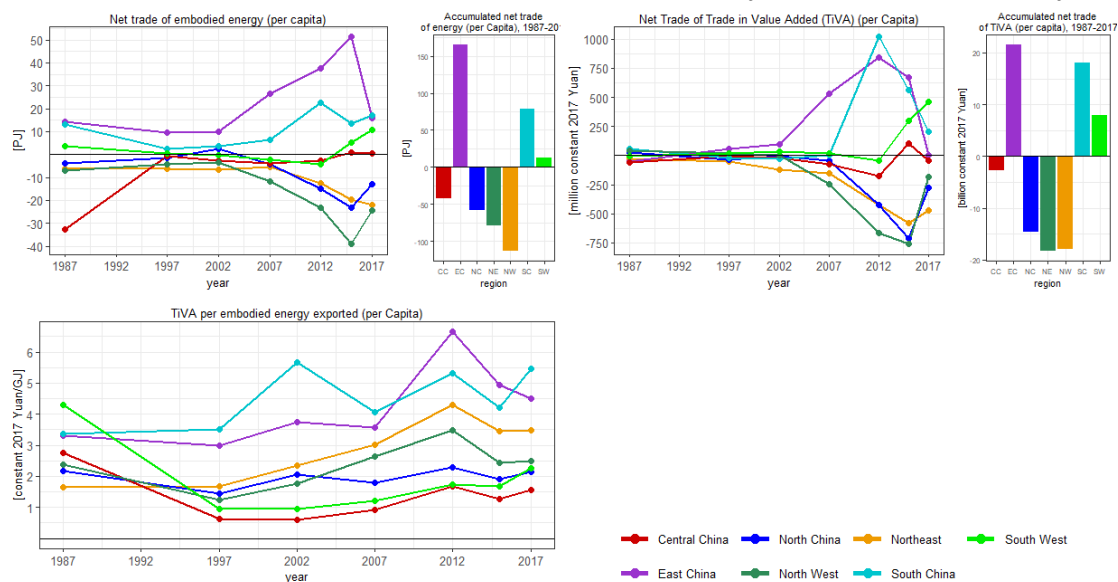 Net trade of embodied energy (per capita)
50
40
30
20
10
0
-10
-20
-30
-40
[PJ]
1987 1992 1997 2002 2007 2012 2017
year
Accumulated net trade
of energy (per Capita), 1987-20
150
100
50
0
-50
-100
[PJ]
CC EC NC NE NW SC SW
region
Net Trade of Trade in Value Added (TiVA) (per Capita)
1000
750
500
250
0
-250
-500
-750
[million constant 2017 Yuan]
1987 1992 1997 2002 2007 2012 2017
year
Accumulated net trade
of TiVA (per capita), 1987-2017
20
10
0
-10
-20
[billion constant 2017 Yuan]
CC EC NC NE NW SC SW
region
TiVA per embodied energy exported (per Capita)
6
5
4
3
2
1
[constant 2017 Yuan/GJ]
1987 1992 1997 2002 2007 2012 2017
year
Central China North China Northeast South West
East China North West South China